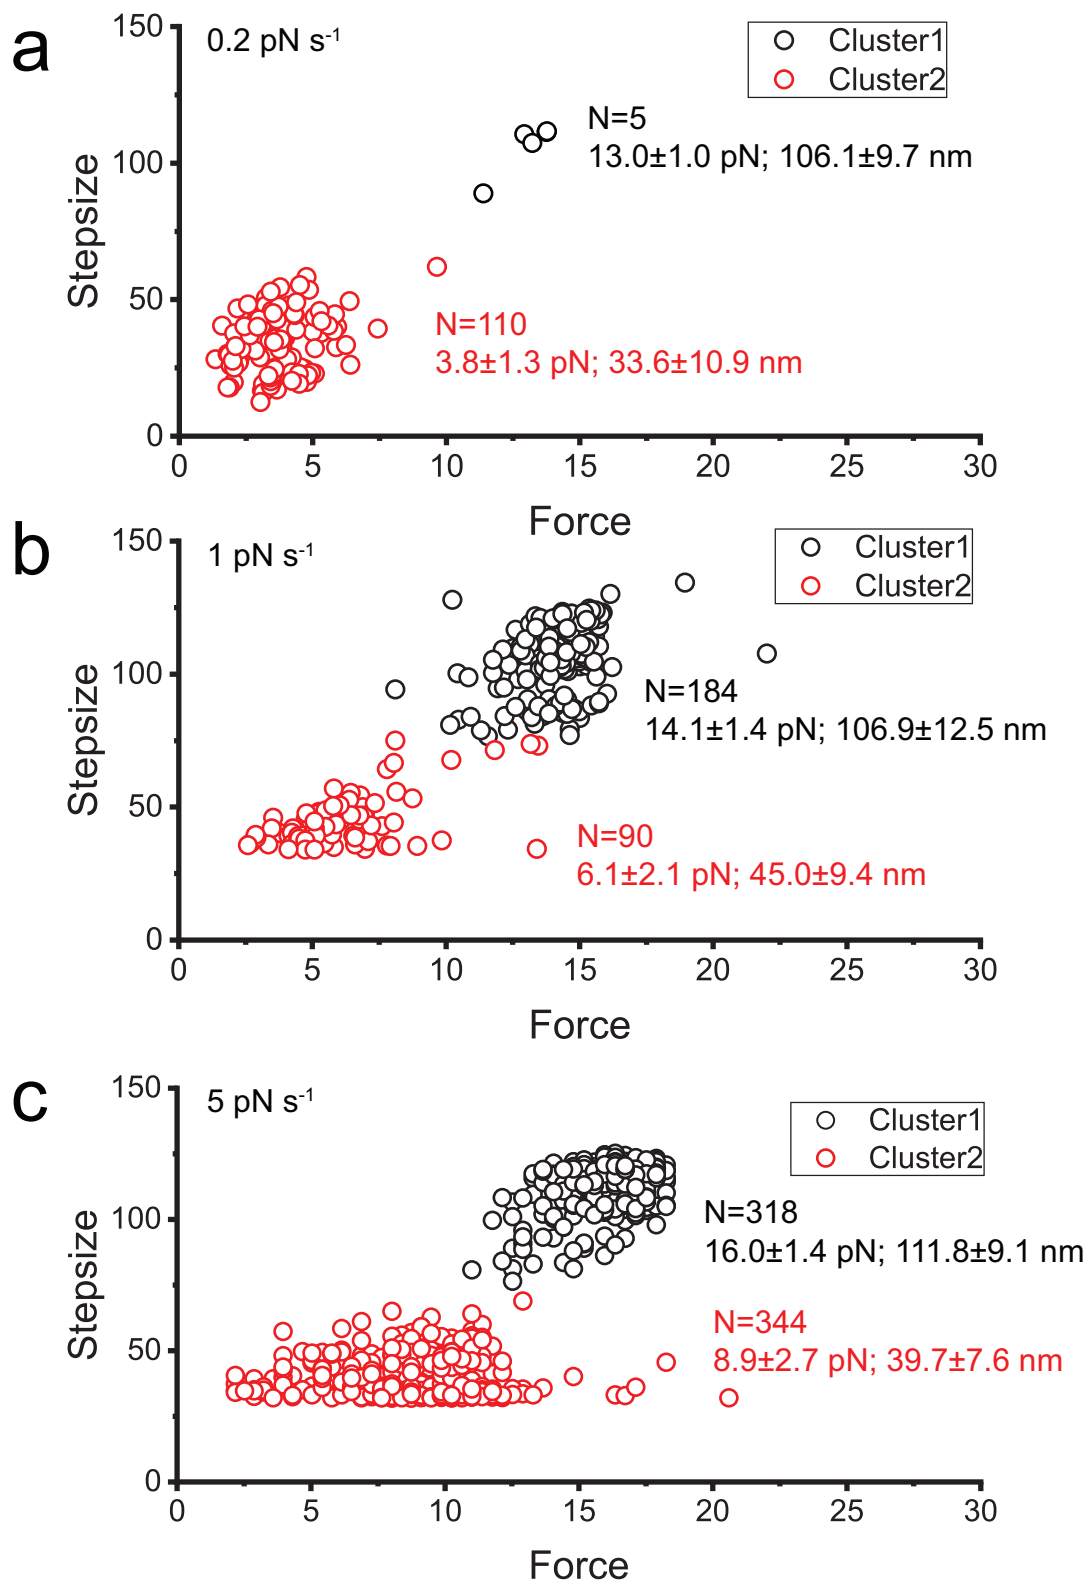 a
0.2 pN s⁻¹
Cluster1
Cluster2
N=5
13.0±1.0 pN; 106.1±9.7 nm
N=110
3.8±1.3 pN; 33.6±10.9 nm
Stepsize
150
100
50
0
0 5 10 15 20 25 30
Force
b
1 pN s⁻¹
Cluster1
Cluster2
N=184
14.1±1.4 pN; 106.9±12.5 nm
N=90
6.1±2.1 pN; 45.0±9.4 nm
Stepsize
150
100
50
0
0 5 10 15 20 25 30
Force
c
5 pN s⁻¹
Cluster1
Cluster2
N=318
16.0±1.4 pN; 111.8±9.1 nm
N=344
8.9±2.7 pN; 39.7±7.6 nm
Stepsize
150
100
50
0
0 5 10 15 20 25 30
Force